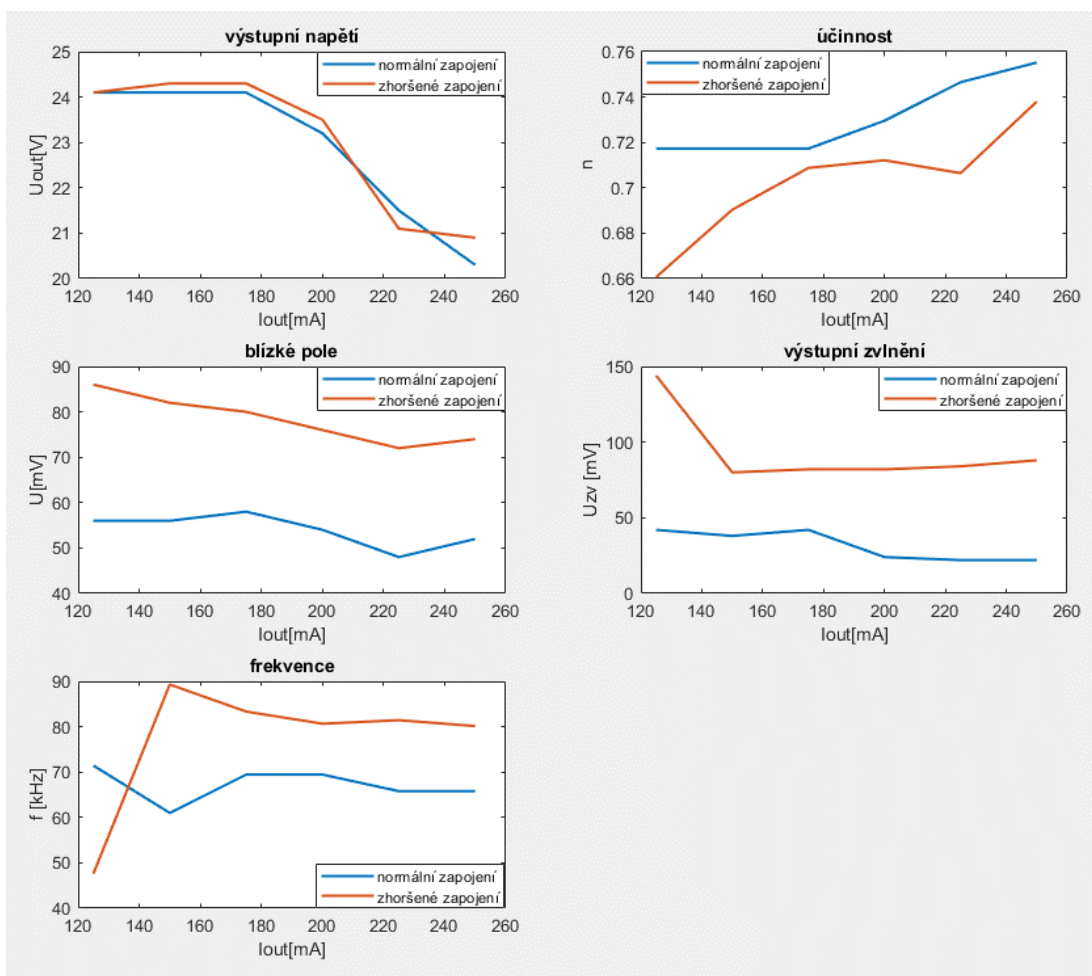 výstupní napětí
25
24
23
22
21
20
Uout[V]
120 140 160 180 200 220 240 260
Iout[mA]
normální zapojení
zhoršené zapojení
účinnost
0.76
0.74
0.72
0.7
0.68
0.66
n
120 140 160 180 200 220 240 260
Iout[mA]
normální zapojení
zhoršené zapojení
blízké pole
90
80
70
60
50
40
U[mV]
120 140 160 180 200 220 240 260
Iout[mA]
normální zapojení
zhoršené zapojení
výstupní zvlnění
150
100
50
0
Uzv [mV]
120 140 160 180 200 220 240 260
Iout[mA]
normální zapojení
zhoršené zapojení
frekvence
90
80
70
60
50
40
f [kHz]
120 140 160 180 200 220 240 260
Iout[mA]
normální zapojení
zhoršené zapojení